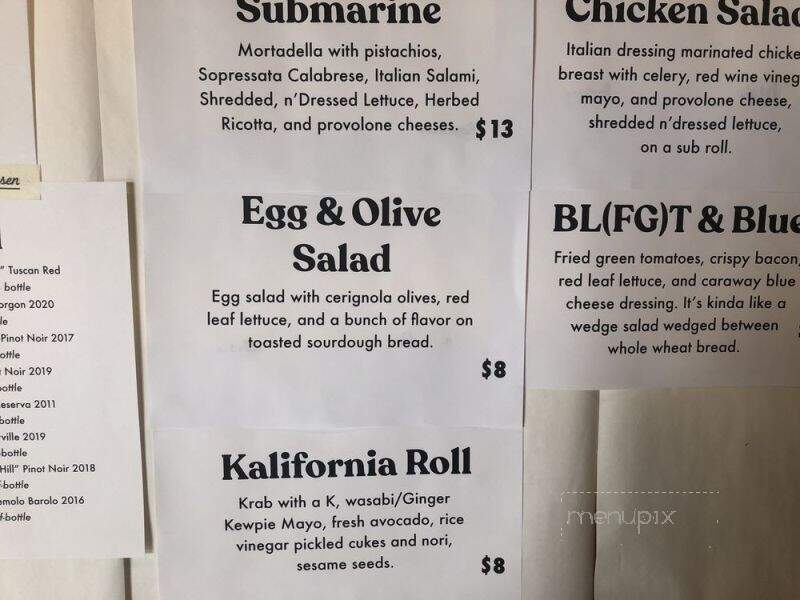 Submarine
Mortadella with pistachios,
Sopressata Calabrese, Italian Salami,
Shredded, n'Dressed Lettuce, Herbed
Ricotta, and provolone cheeses. $13
Chicken
Italian dressing marinated
breast with celery, red wine
mayo, and provolone cheese,
shredded n'dressed lettuce,
on a sub roll.
Egg & Olive
Salad
Egg salad with cerignola olives, red
leaf lettuce, and a bunch of flavor on
toasted sourdough bread.
$8
BL(FG)T & Blue
Fried green tomatoes, crispy bacon,
red leaf lettuce, and caraway blue
cheese dressing. It's kinda like a
wedge salad wedged between
whole wheat bread.
Kalifornia Roll
Krab with a K, wasabi/Ginger
Kewpie Mayo, fresh avocado, rice
vinegar pickled cukes and nori,
sesame seeds.
$8
" Tuscan Red
bottle
2020
Pinot Noir 2017
Noir 2019
2011
2019
Hill" Pinot Noir 2018
Barolo 2016
menupix